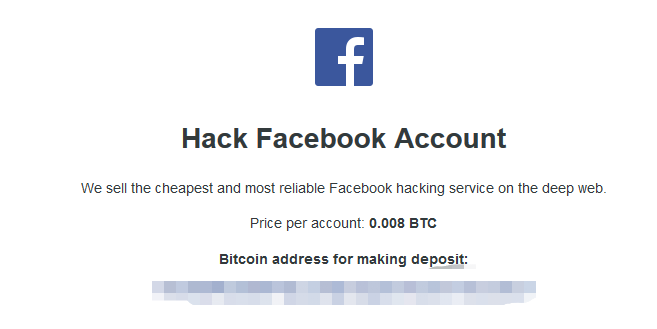 Hack Facebook Account
We sell the cheapest and most reliable Facebook hacking service on the deep web.
Price per account: 0.008 BTC
Bitcoin address for making deposit: